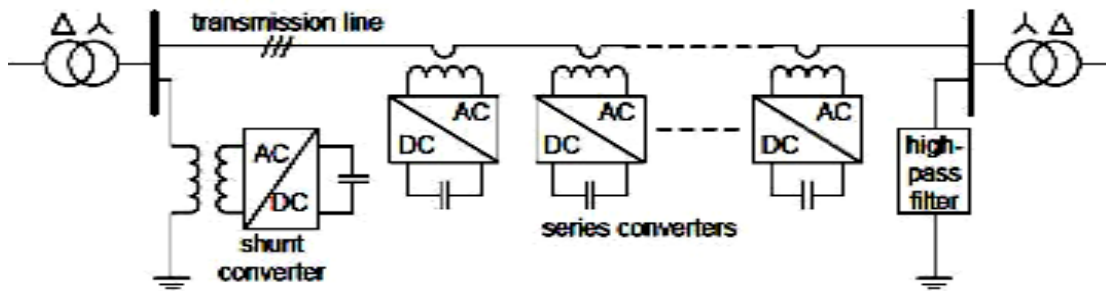 Δ
Δ
transmission line
AC
DC
AC
DC
AC
DC
AC
DC
high-
pass
filter
shunt
converter
series converters